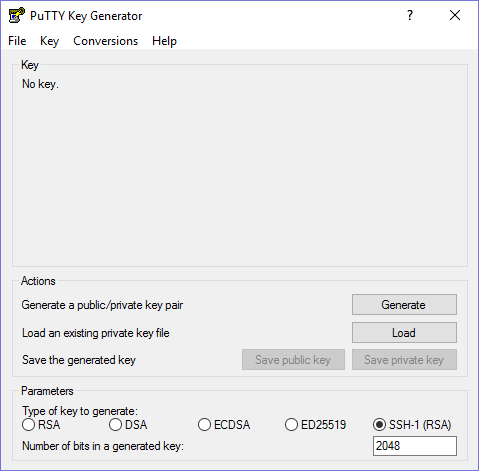 PuTTY Key Generator ?
File Key Conversions Help
Key
No key.
Actions
Generate a public/private key pair Generate
Load an existing private key file Load
Save the generated key Save public key Save private key
Parameters
Type of key to generate:
RSA DSA ECDSA ED25519 SSH-1 (RSA)
Number of bits in a generated key: 2048